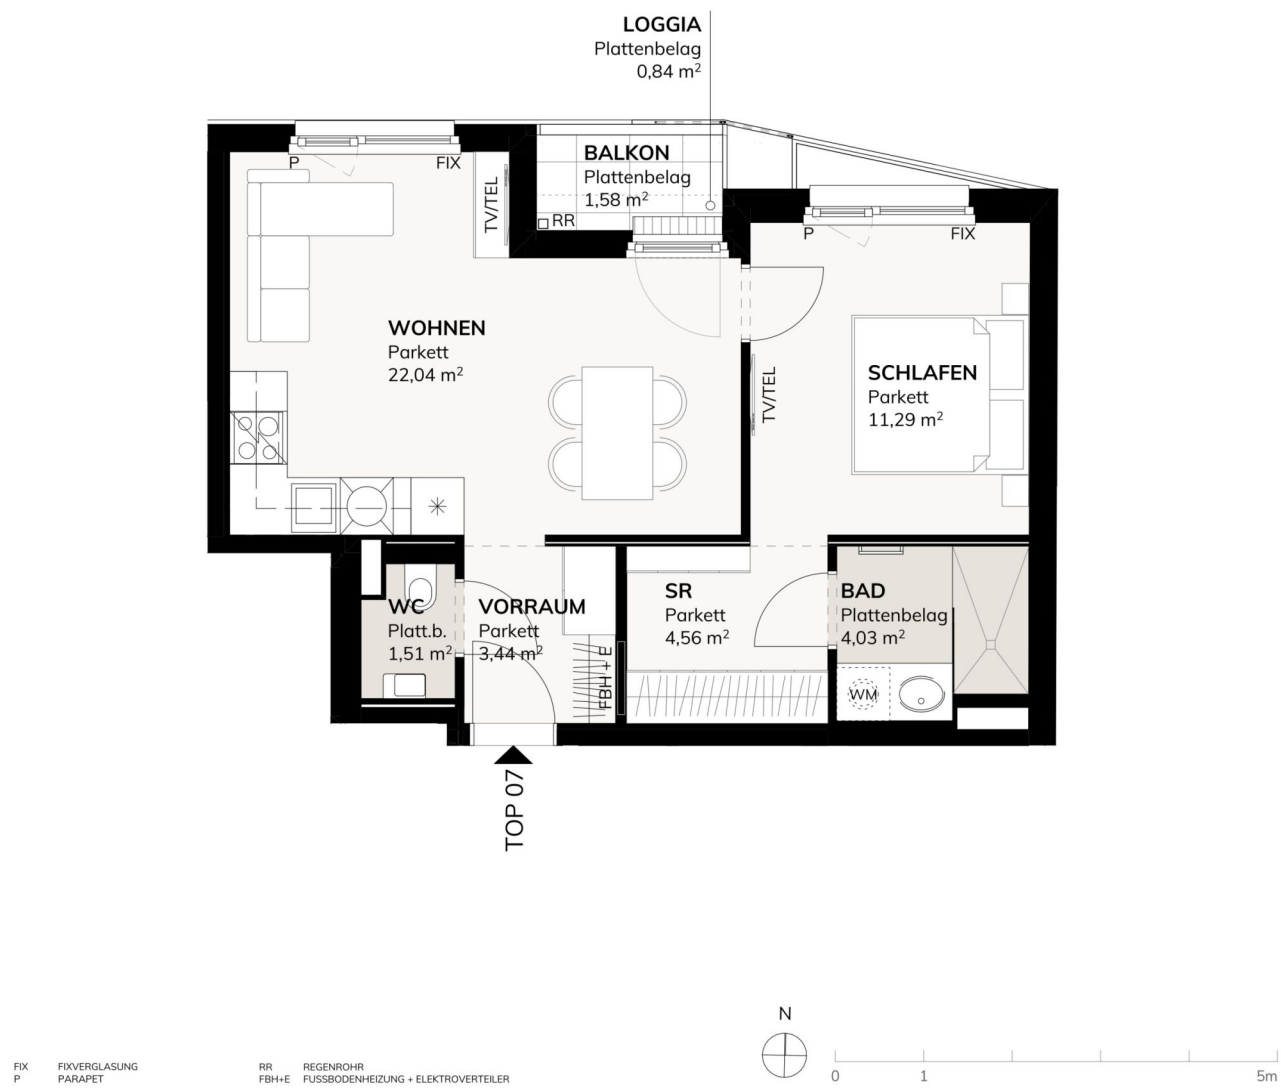 LOGGIA
Plattenbelag
0,84 m²
BALKON
Plattenbelag
1,58 m²
RR
P
FIX
TV/TEL
P
FIX
WOHNEN
Parkett
22,04 m²
TV/TEL
SCHLAFEN
Parkett
11,29 m²
WC
Platt.b.
1,51 m²
VORRAUM
Parkett
3,44 m²
FBH + E
SR
Parkett
4,56 m²
BAD
Plattenbelag
4,03 m²
WM
TOP 07
N
0 1 5m
FIX FIXVERGLASUNG
P PARAPET
RR REGENROHR
FBH+E FUSSBODENHEIZUNG + ELEKTROVERTEILER